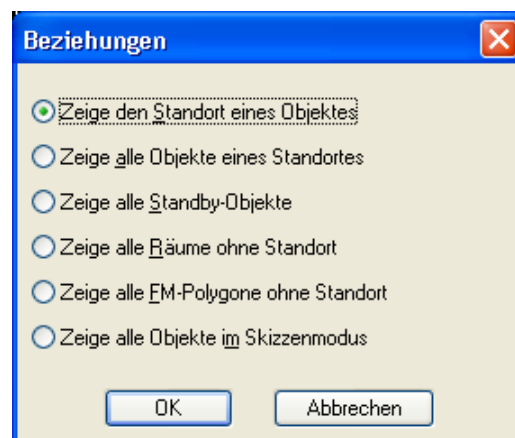 Beziehungen
Zeige den Standort eines Objektes
Zeige alle Objekte eines Standortes
Zeige alle Standby-Objekte
Zeige alle Räume ohne Standort
Zeige alle FM-Polygone ohne Standort
Zeige alle Objekte im Skizzenmodus
OK Abbrechen